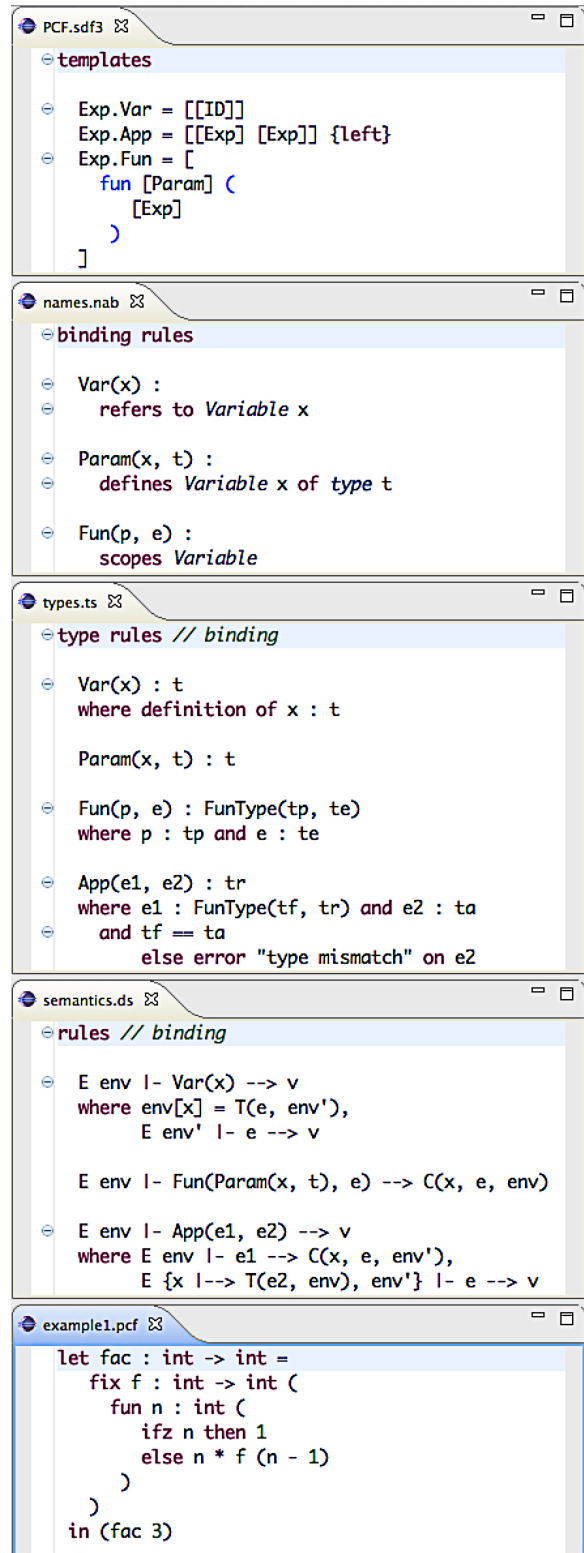 PCF.sdf3
templates
Exp.Var = [[ID]]
Exp.App = [[Exp] [Exp]] {left}
Exp.Fun = [
fun [Param] (
[Exp]
)
]
names.nab
binding rules
Var(x) :
refers to Variable x
Param(x, t) :
defines Variable x of type t
Fun(p, e) :
scopes Variable
types.ts
type rules // binding
Var(x) : t
where definition of x : t
Param(x, t) : t
Fun(p, e) : FunType(tp, te)
where p : tp and e : te
App(e1, e2) : tr
where e1 : FunType(tf, tr) and e2 : ta
and tf == ta
else error "type mismatch" on e2
semantics.ds
rules // binding
E env |- Var(x) --> v
where env[x] = T(e, env'),
E env' |- e --> v
E env |- Fun(Param(x, t), e) --> C(x, e, env)
E env |- App(e1, e2) --> v
where E env |- e1 --> C(x, e, env'),
E {x |--> T(e2, env), env'} |- e --> v
example1.pcf
let fac : int -> int =
fix f : int -> int (
fun n : int (
ifz n then 1
else n * f (n - 1)
)
)
in (fac 3)